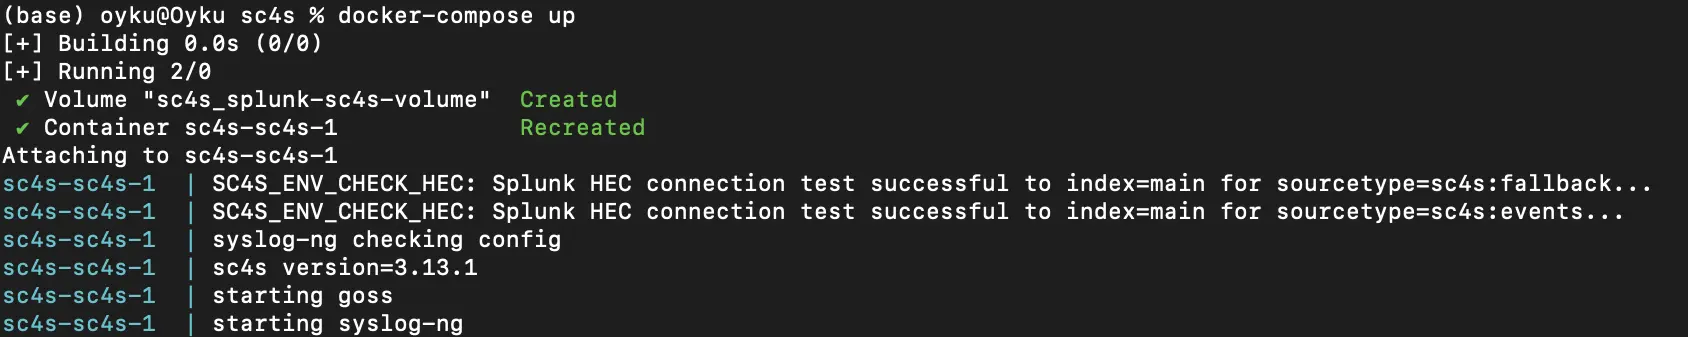 (base) oyku@Oyku sc4s % docker-compose up
[+] Building 0.0s (0/0)
[+] Running 2/0
✔ Volume "sc4s_splunk-sc4s-volume"  Created
✔ Container sc4s-sc4s-1             Recreated
Attaching to sc4s-sc4s-1
sc4s-sc4s-1  | SC4S_ENV_CHECK_HEC: Splunk HEC connection test successful to index=main for sourcetype=sc4s:fallback...
sc4s-sc4s-1  | SC4S_ENV_CHECK_HEC: Splunk HEC connection test successful to index=main for sourcetype=sc4s:events...
sc4s-sc4s-1  | syslog-ng checking config
sc4s-sc4s-1  | sc4s version=3.13.1
sc4s-sc4s-1  | starting goss
sc4s-sc4s-1  | starting syslog-ng